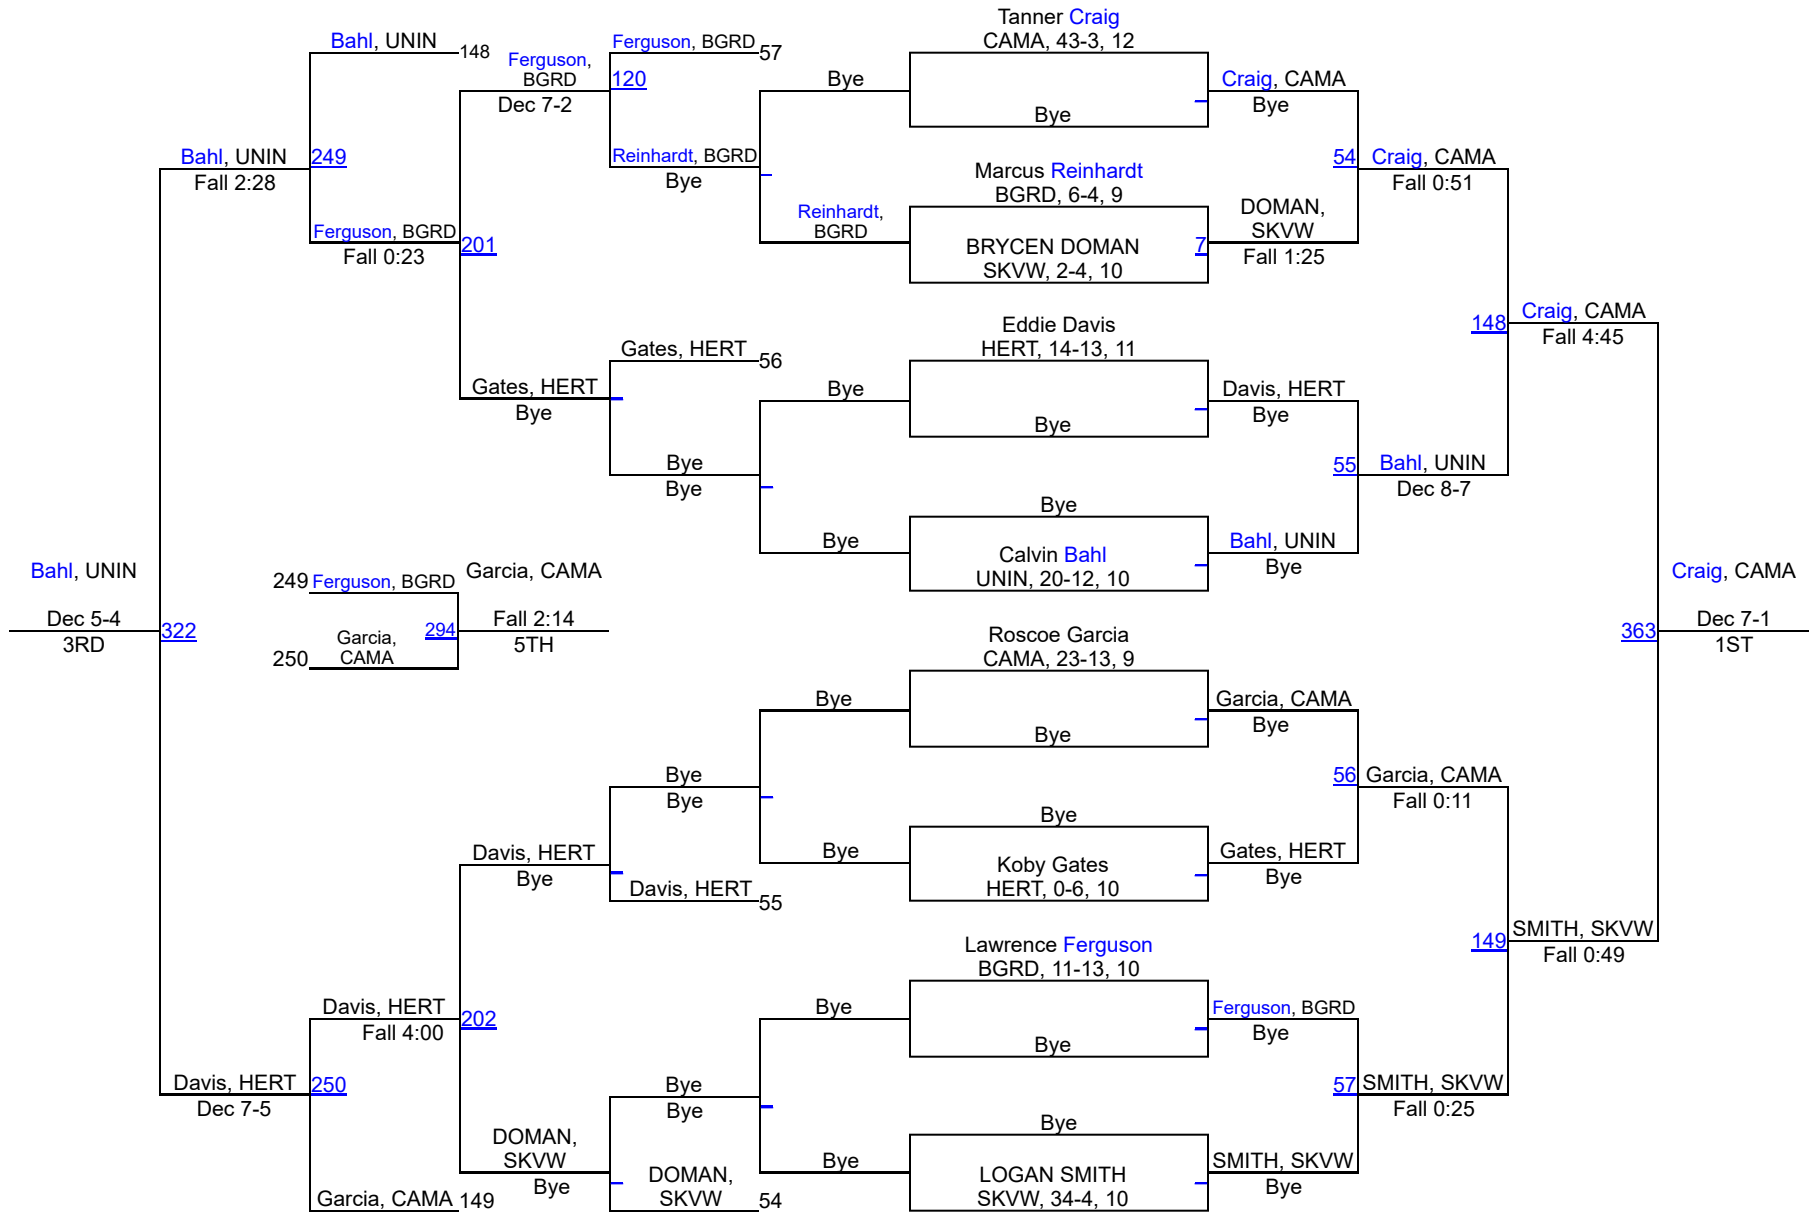 Tanner Craig
CAMA, 43-3, 12
Bye
Marcus Reinhardt
BGRD, 6-4, 9
BRYCEN DOMAN
SKVW, 2-4, 10
7
Eddie Davis
HERT, 14-13, 11
Bye
Bye
Calvin Bahl
UNIN, 20-12, 10
Roscoe Garcia
CAMA, 23-13, 9
Bye
Bye
Koby Gates
HERT, 0-6, 10
Lawrence Ferguson
BGRD, 11-13, 10
Bye
Bye
LOGAN SMITH
SKVW, 34-4, 10
Craig, CAMA
Bye
DOMAN,
SKVW
Fall 1:25
54
Davis, HERT
Bye
55
Bahl, UNIN
Bye
Garcia, CAMA
Bye
56
Gates, HERT
Bye
Ferguson, BGRD
Bye
57
SMITH, SKVW
Bye
Craig, CAMA
Fall 0:51
148
Bahl, UNIN
Dec 8-7
Garcia, CAMA
Fall 0:11
149
SMITH, SKVW
Fall 0:25
Craig, CAMA
Fall 4:45
363
SMITH, SKVW
Fall 0:49
Craig, CAMA
Dec 7-1
1ST
Bye
Reinhardt,
BGRD
Bye
Bye
Bye
Bye
Bye
Bye
Ferguson, BGRD
57
120
Reinhardt, BGRD
Bye
Gates, HERT
56
Bye
Bye
Bye
Bye
Davis, HERT
55
Bye
Bye
DOMAN,
SKVW
54
Ferguson,
BGRD
Dec 7-2
201
Gates, HERT
Bye
Davis, HERT
Bye
202
DOMAN,
SKVW
Bye
Bahl, UNIN
148
249
Ferguson, BGRD
Fall 0:23
Davis, HERT
Fall 4:00
250
Garcia, CAMA
149
Bahl, UNIN
Fall 2:28
322
Davis, HERT
Dec 7-5
Bahl, UNIN
Dec 5-4
3RD
249
Ferguson, BGRD
294
250
Garcia,
CAMA
Garcia, CAMA
Fall 2:14
5TH